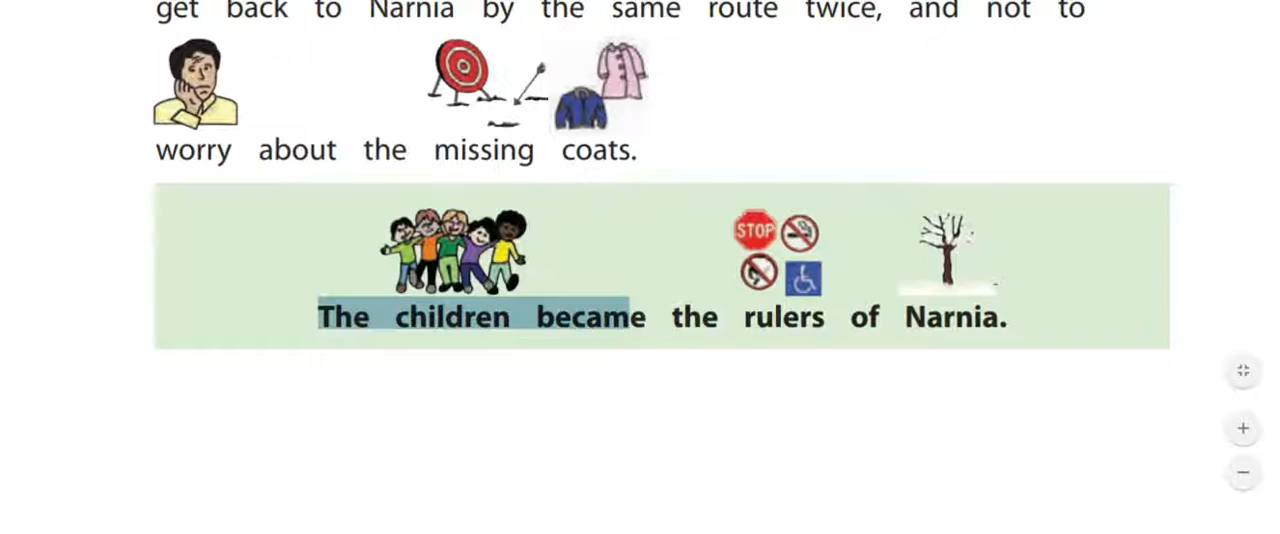 get back to Narnia by the same route twice, and not to
worry about the missing coats.
STOP
The children became the rulers of Narnia.